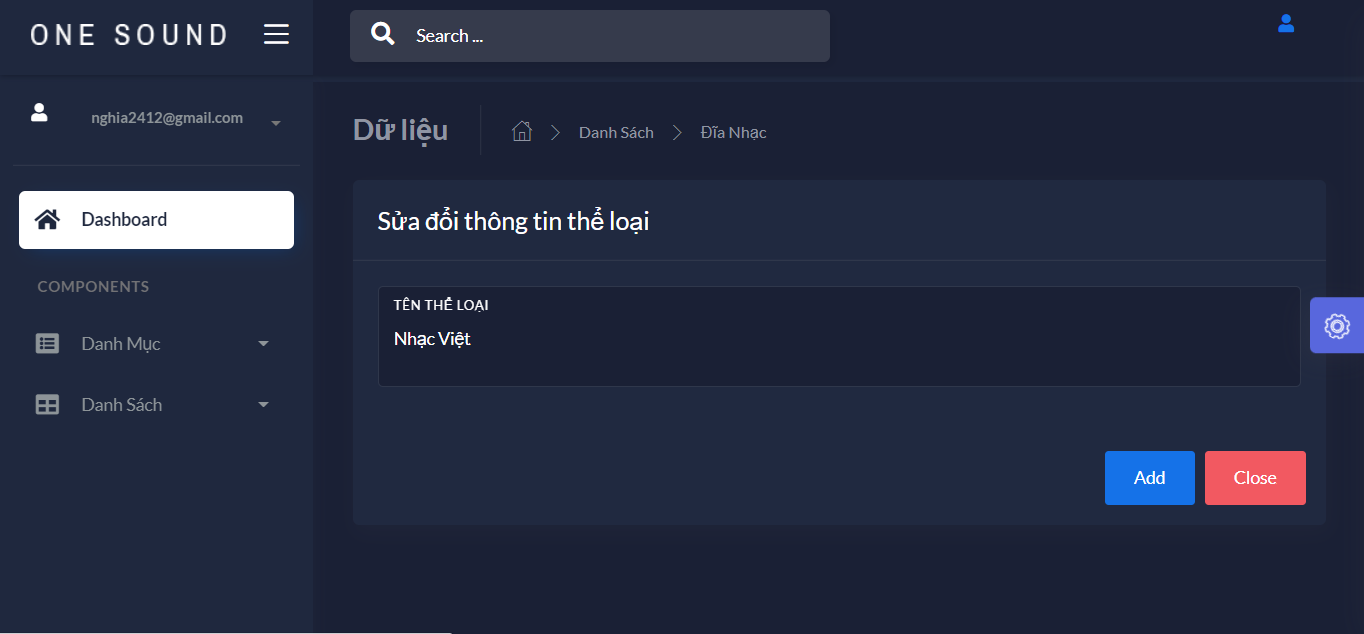 ONE SOUND
Search ...
nghia2412@gmail.com
Dữ liệu
Danh Sách
Đĩa Nhạc
Dashboard
Sửa đổi thông tin thể loại
COMPONENTS
TÊN THỂ LOẠI
Nhạc Việt
Danh Mục
Danh Sách
Add
Close